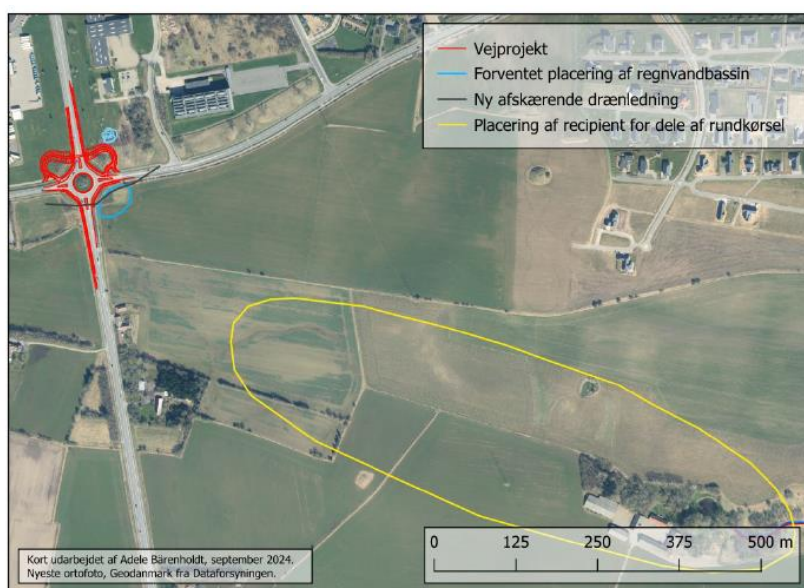 Vejprojekt
Forventet placering af regnvandbassin
Ny afskærende drænledning
Placering af recipient for dele af rundkørsel
0 125 250 375 500 m
Kort udarbejdet af Adele Bärenholdt, september 2024.
Nyeste ortofoto, Geodanmark fra Dataforsyningen.